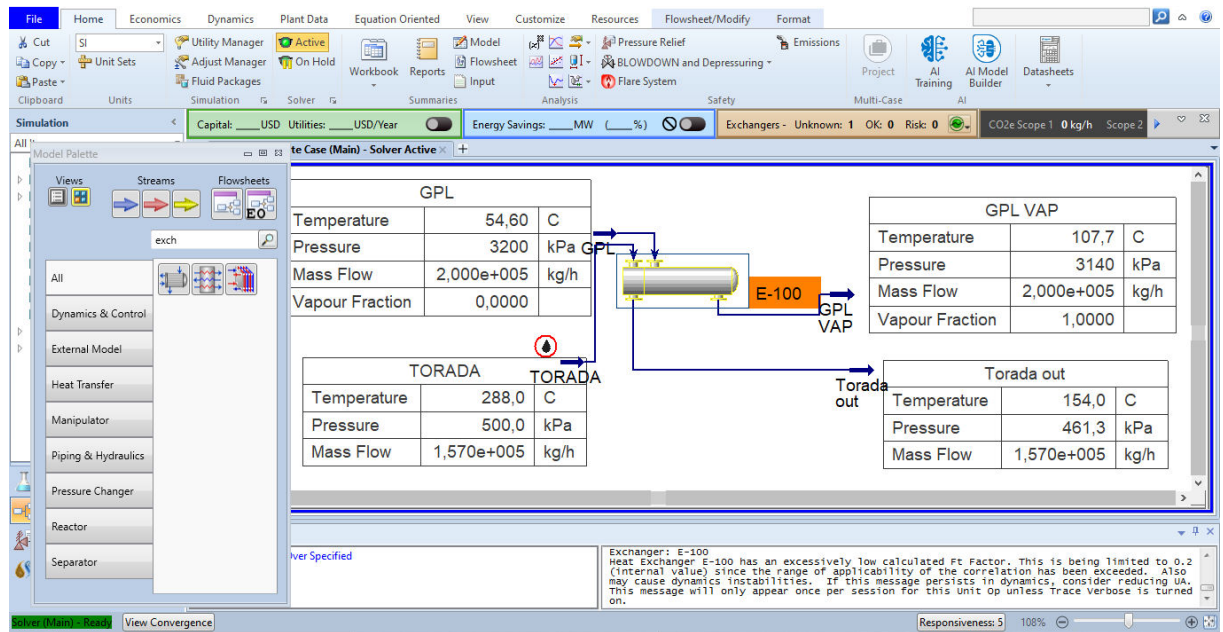 File Home Economics Dynamics Plant Data Equation Oriented View Customize Resources Flowsheet/Modify Format
Cut SI Utility Manager Active Model Pressure Relief Emissions
Copy Unit Sets Adjust Manager On Hold Workbook Reports Flowsheet BLOWDOWN and Depressuring Project AI Training AI Model Builder Datasheets
Paste Fluid Packages Input Flare System
Clipboard Units Simulation Solver Summaries Analysis Safety Multi-Case AI
Simulation < Capital: ____USD Utilities: ____USD/Year Energy Savings: ____MW (___%) Exchangers - Unknown: 1 OK: 0 Risk: 0 CO2e Scope 1 0 kg/h Scope 2
te Case (Main) - Solver Active × +
Model Palette
Views Streams Flowsheets
EO
exch
All
Dynamics & Control
External Model
Heat Transfer
Manipulator
Piping & Hydraulics
Pressure Changer
Reactor
Separator
GPL
Temperature 54,60 C
Pressure 3200 kPa
Mass Flow 2,000e+005 kg/h
Vapour Fraction 0,0000
GPL
E-100
GPL
VAP
GPL VAP
Temperature 107,7 C
Pressure 3140 kPa
Mass Flow 2,000e+005 kg/h
Vapour Fraction 1,0000
TORADA
Temperature 288,0 C
Pressure 500,0 kPa
Mass Flow 1,570e+005 kg/h
TORADA
Torada
out
Torada out
Temperature 154,0 C
Pressure 461,3 kPa
Mass Flow 1,570e+005 kg/h
ver Specified
Exchanger: E-100
Heat Exchanger E-100 has an excessively low calculated Ft Factor. This is being limited to 0.2
(internal value) since the range of applicability of the correlation has been exceeded. Also
may cause dynamics instabilities. If this message persists in dynamics, consider reducing UA.
This message will only appear once per session for this Unit Op unless Trace Verbose is turned
on.
Solver (Main) - Ready View Convergence Responsiveness: 5 108%